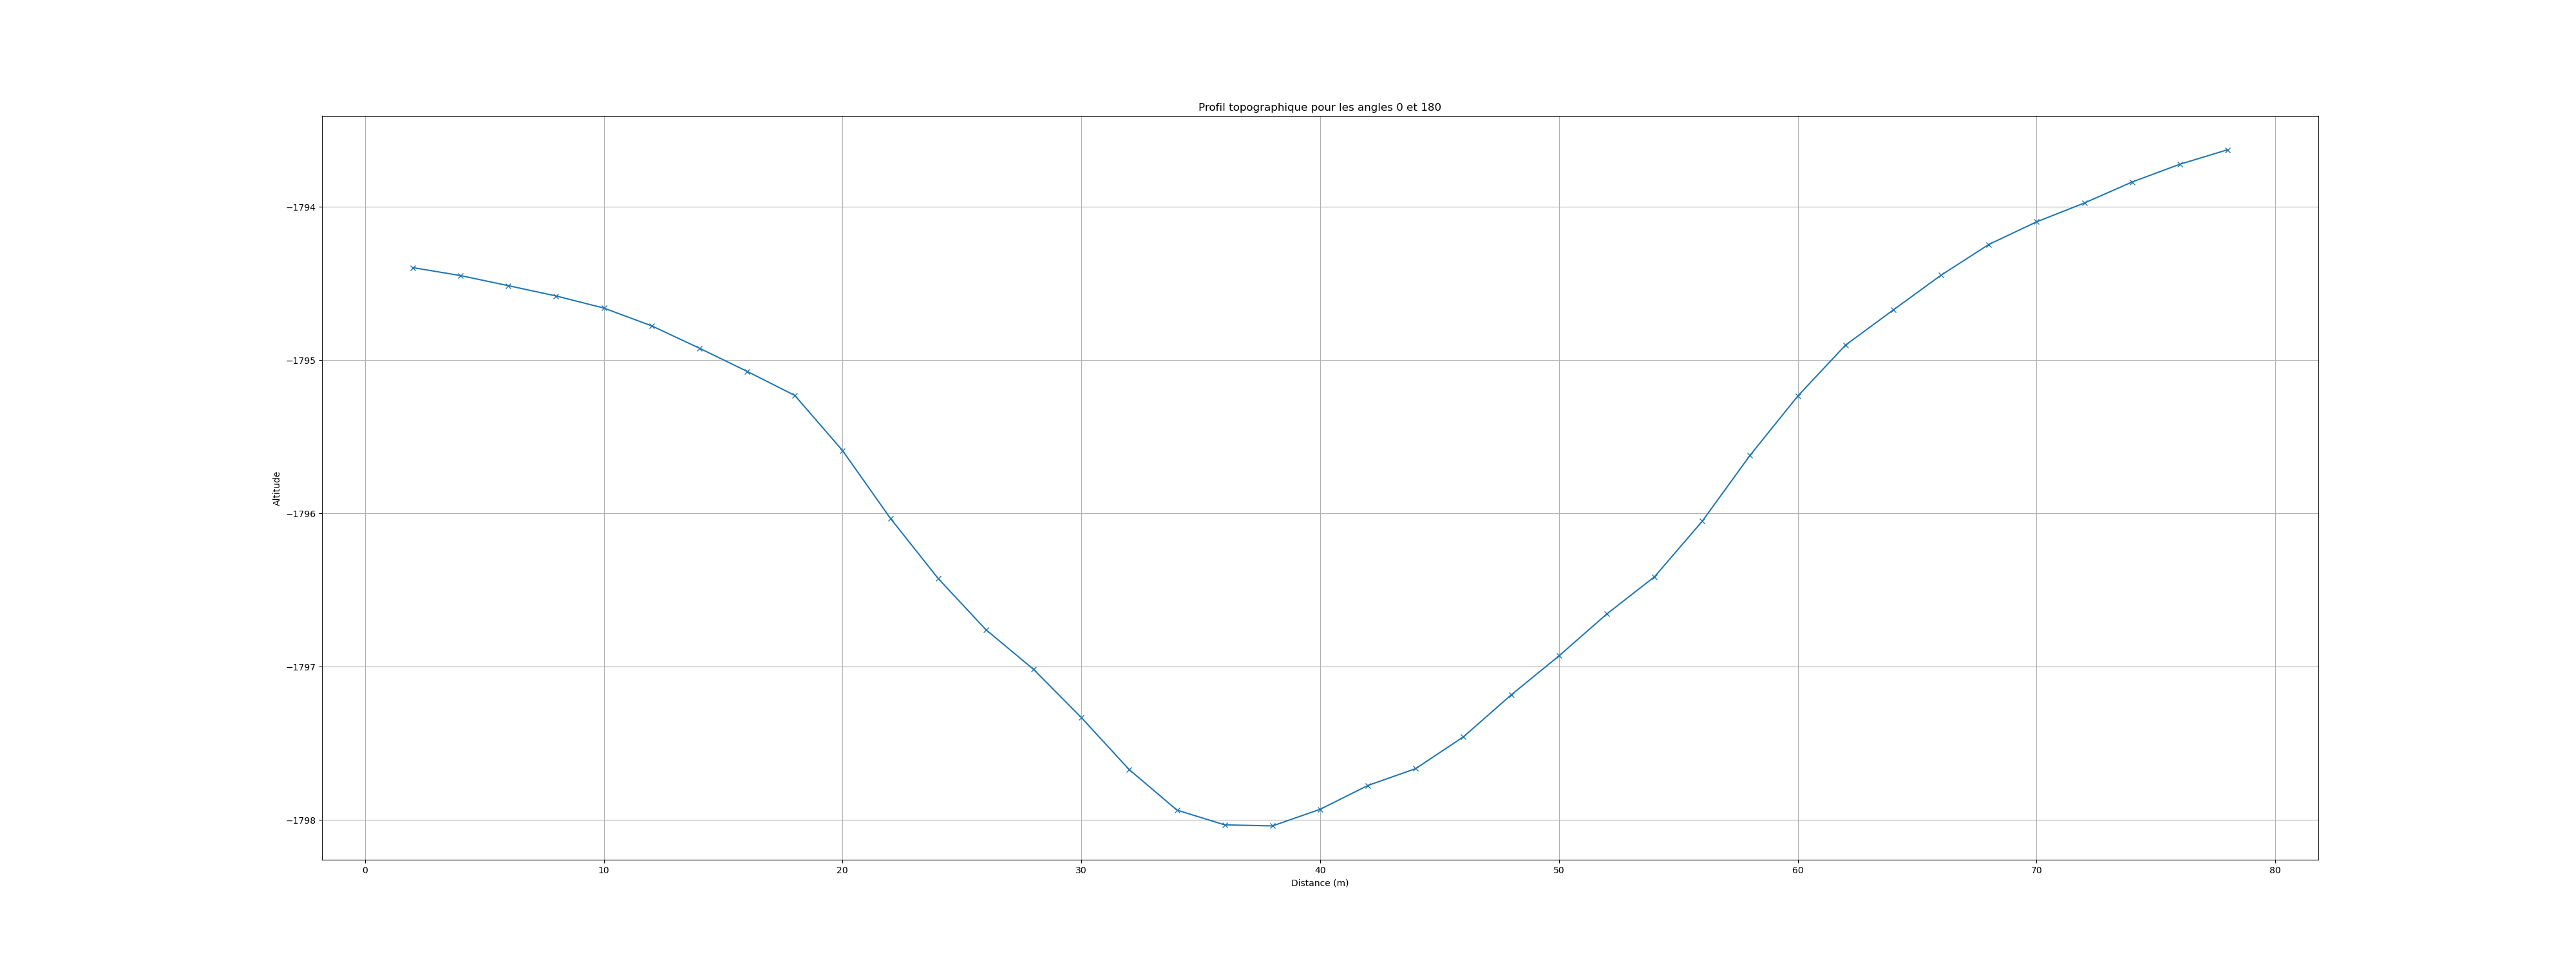 Profil topographique pour les angles 0 et 180
−1794
−1795
−1796
−1797
−1798
Altitude
0 10 20 30 40 50 60 70 80
Distance (m)